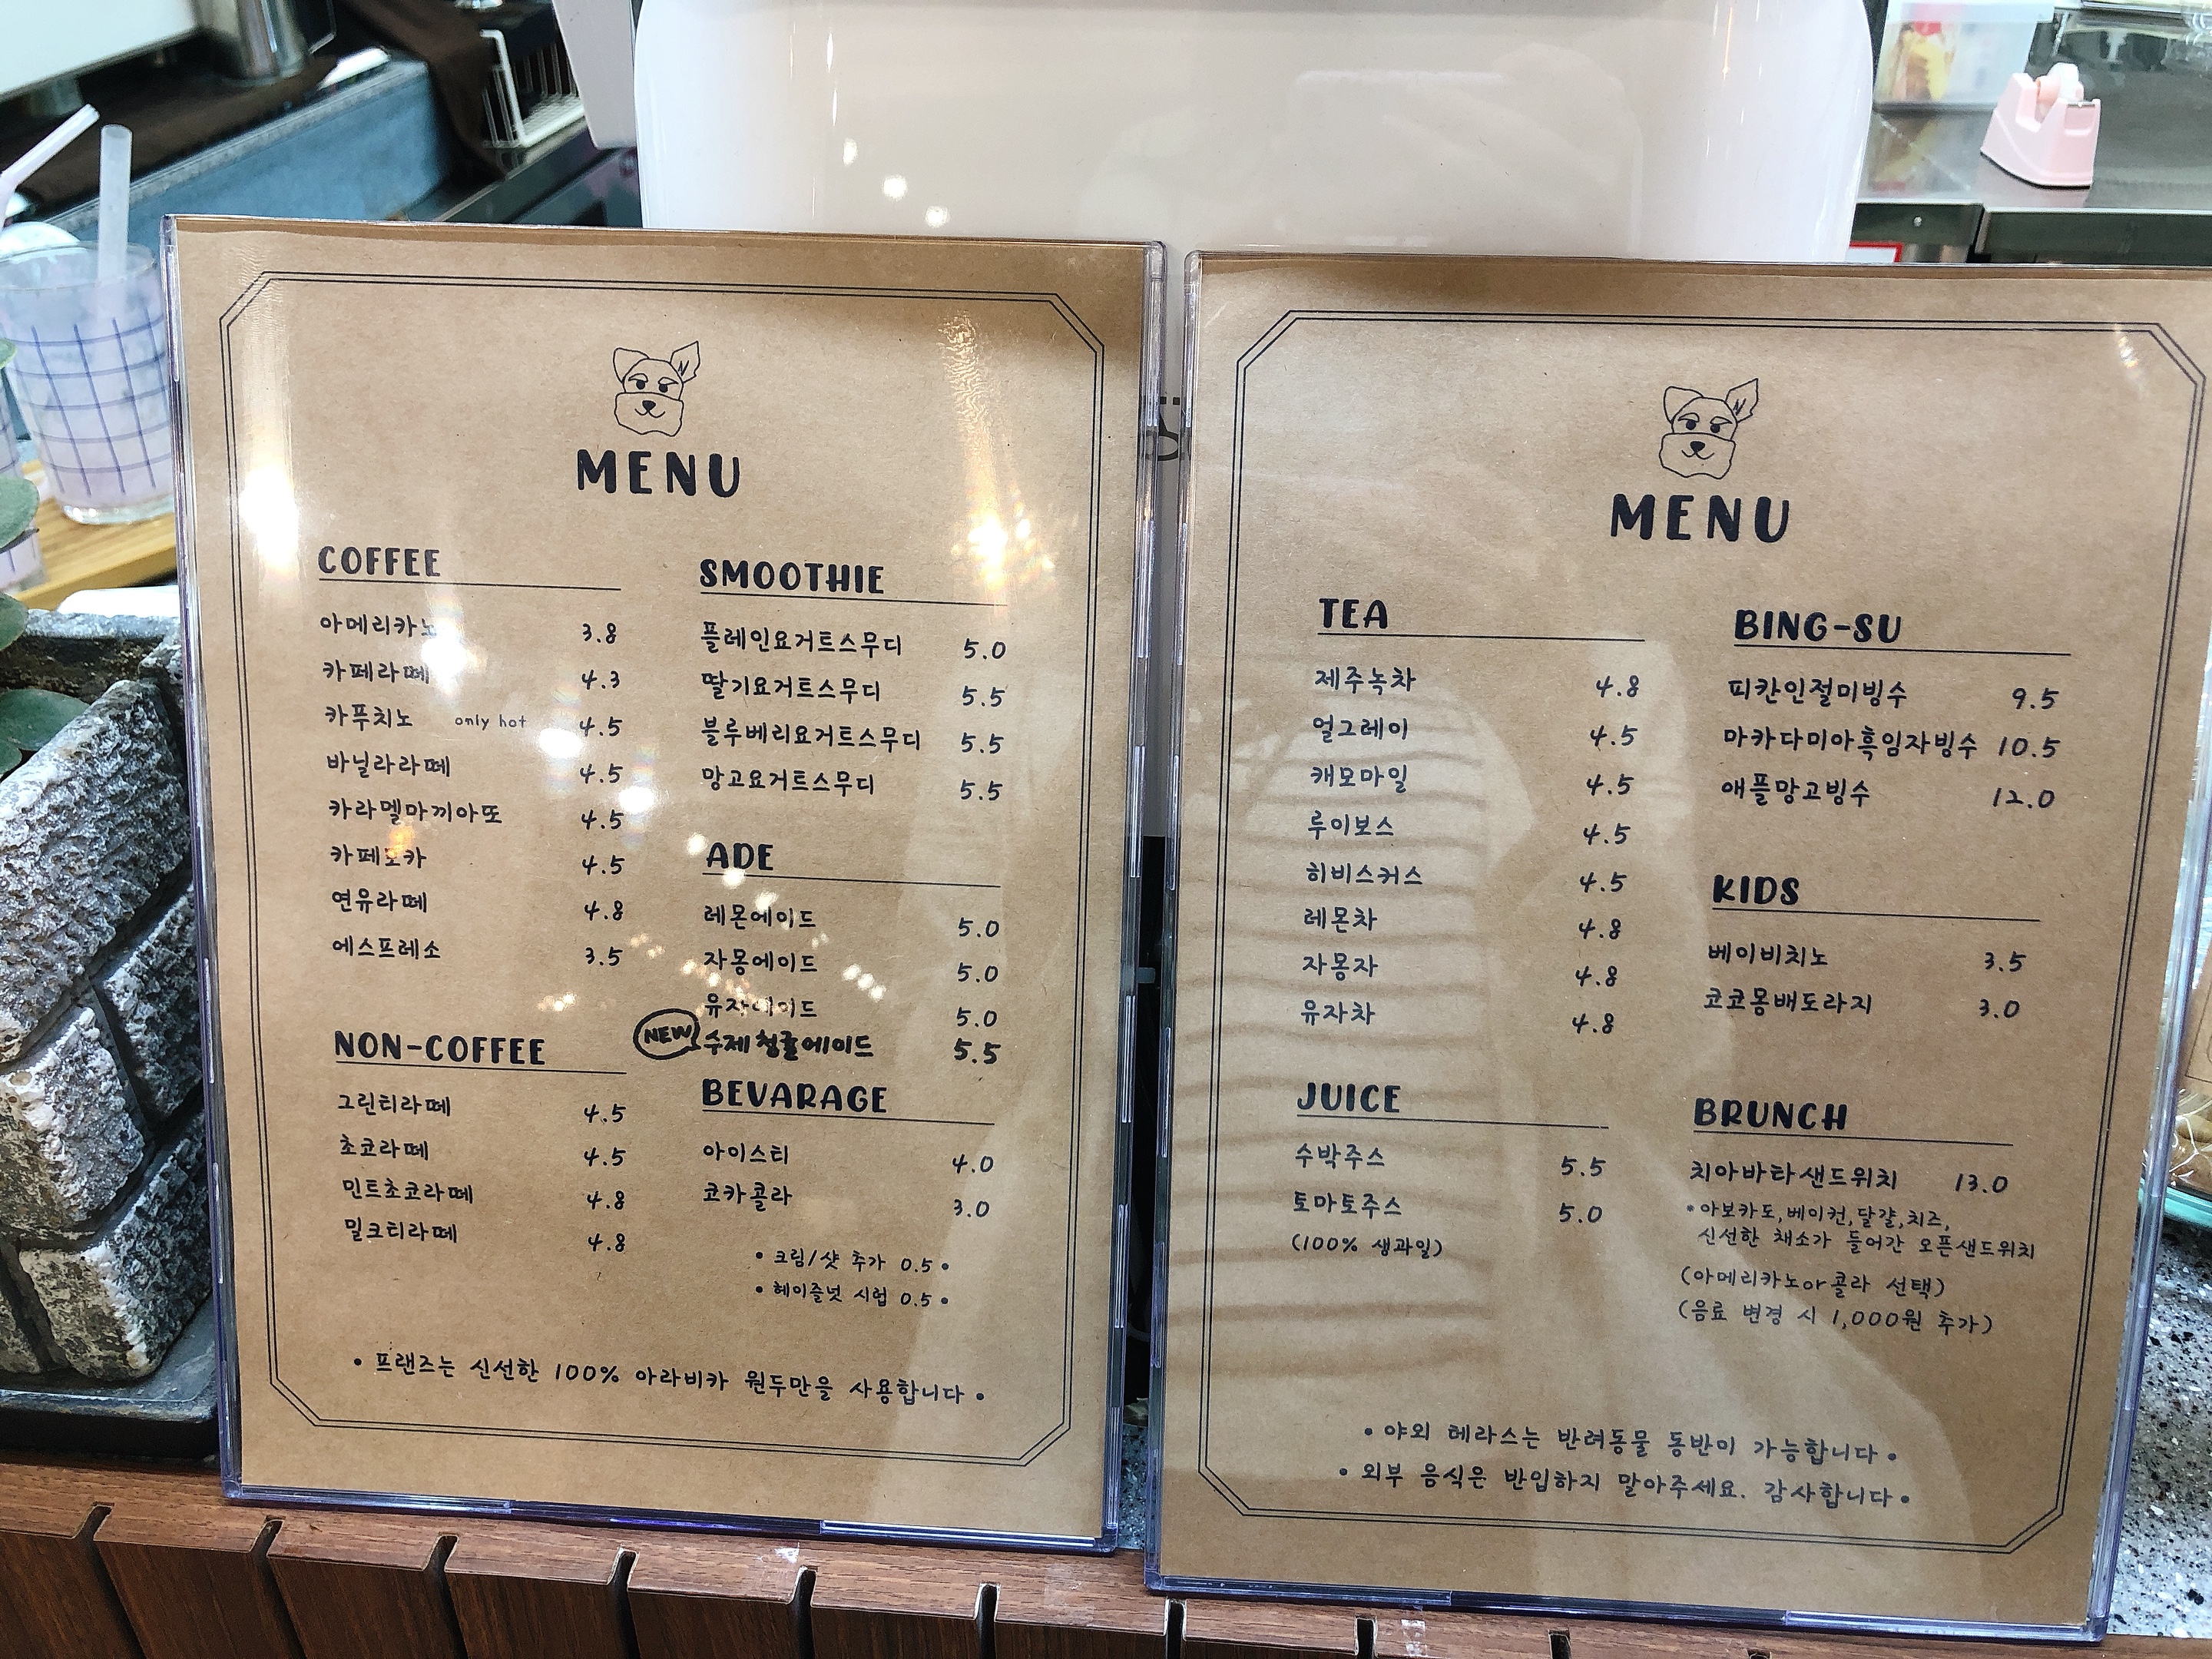 MENU
COFFEE
아메리카노 3.8
카페라떼 4.3
카푸치노 only hot 4.5
바닐라라떼 4.5
카라멜마끼아또 4.5
카페모카 4.5
연유라떼 4.8
에스프레소 3.5
NON-COFFEE
그린티라떼 4.5
초코라떼 4.5
민트초코라떼 4.8
밀크티라떼 4.8
SMOOTHIE
플레인요거트스무디 5.0
딸기요거트스무디 5.5
블루베리요거트스무디 5.5
망고요거트스무디 5.5
ADE
레몬에이드 5.0
자몽에이드 5.0
유자에이드 5.0
NEW 수제청귤에이드 5.5
BEVARAGE
아이스티 4.0
코카콜라 3.0
• 크림/샷 추가 0.5 •
• 헤이즐넛 시럽 0.5 •
• 프랜즈는 신선한 100% 아라비카 원두만을 사용합니다 •
MENU
TEA
제주녹차 4.8
얼그레이 4.5
캐모마일 4.5
루이보스 4.5
히비스커스 4.5
레몬차 4.8
자몽자 4.8
유자차 4.8
JUICE
수박주스 5.5
토마토주스 5.0
(100% 생과일)
BING-SU
피칸인절미빙수 9.5
마카다미아흑임자빙수 10.5
애플망고빙수 12.0
KIDS
베이비치노 3.5
코코몽배도라지 3.0
BRUNCH
치아바타샌드위치 13.0
*아보카도,베이컨,달걀,치즈,
신선한 채소가 들어간 오픈샌드위치
(아메리카노or콜라 선택)
(음료 변경 시 1,000원 추가)
• 야외 테라스는 반려동물 동반이 가능합니다 •
• 외부 음식은 반입하지 말아주세요. 감사합니다 •